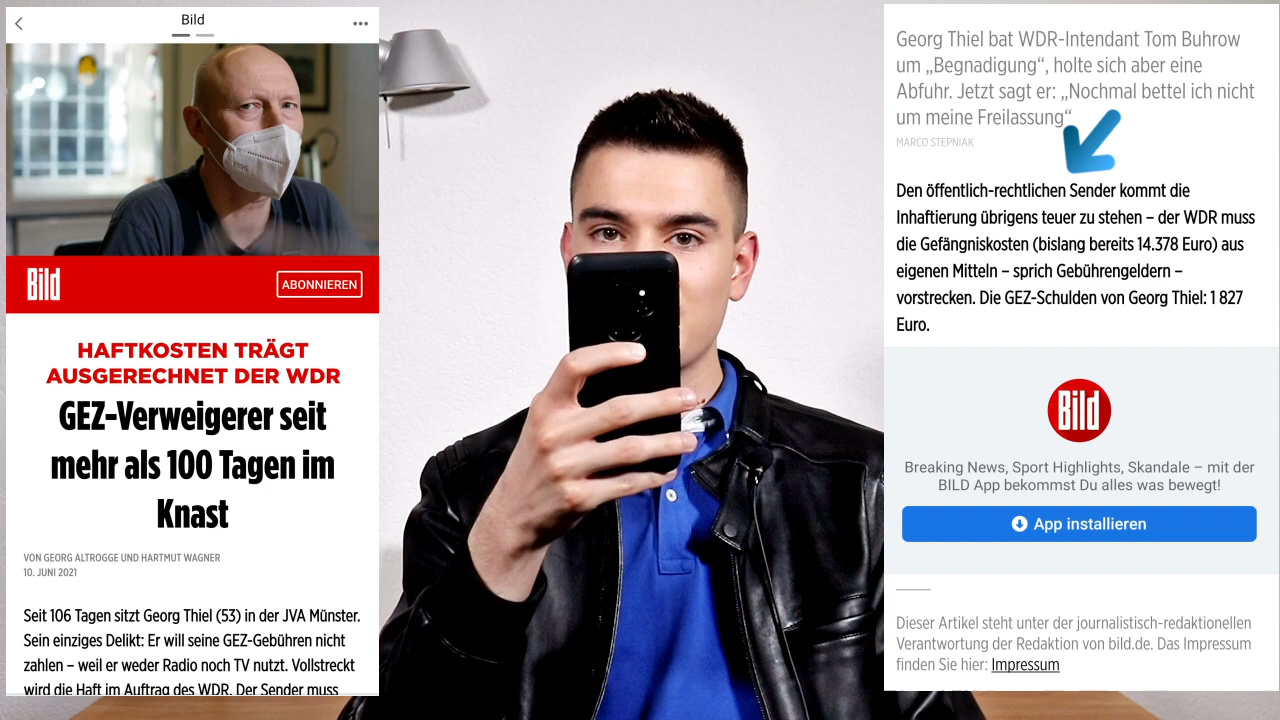 Bild
Bild
ABONNIEREN
HAFTKOSTEN TRÄGT
AUSGERECHNET DER WDR
GEZ-Verweigerer seit
mehr als 100 Tagen im
Knast
VON GEORG ALTROGGE UND HARTMUT WAGNER
10. JUNI 2021
Seit 106 Tagen sitzt Georg Thiel (53) in der JVA Münster.
Sein einziges Delikt: Er will seine GEZ-Gebühren nicht
zahlen – weil er weder Radio noch TV nutzt. Vollstreckt
wird die Haft im Auftrag des WDR. Der Sender muss
Georg Thiel bat WDR-Intendant Tom Buhrow
um „Begnadigung“, holte sich aber eine
Abfuhr. Jetzt sagt er: „Nochmal bettel ich nicht
um meine Freilassung“
MARCO STEPNIAK
Den öffentlich-rechtlichen Sender kommt die
Inhaftierung übrigens teuer zu stehen – der WDR muss
die Gefängniskosten (bislang bereits 14.378 Euro) aus
eigenen Mitteln – sprich Gebührengeldern –
vorstrecken. Die GEZ-Schulden von Georg Thiel: 1 827
Euro.
Bild
Breaking News, Sport Highlights, Skandale – mit der
BILD App bekommst Du alles was bewegt!
App installieren
Dieser Artikel steht unter der journalistisch-redaktionellen
Verantwortung der Redaktion von bild.de. Das Impressum
finden Sie hier: Impressum